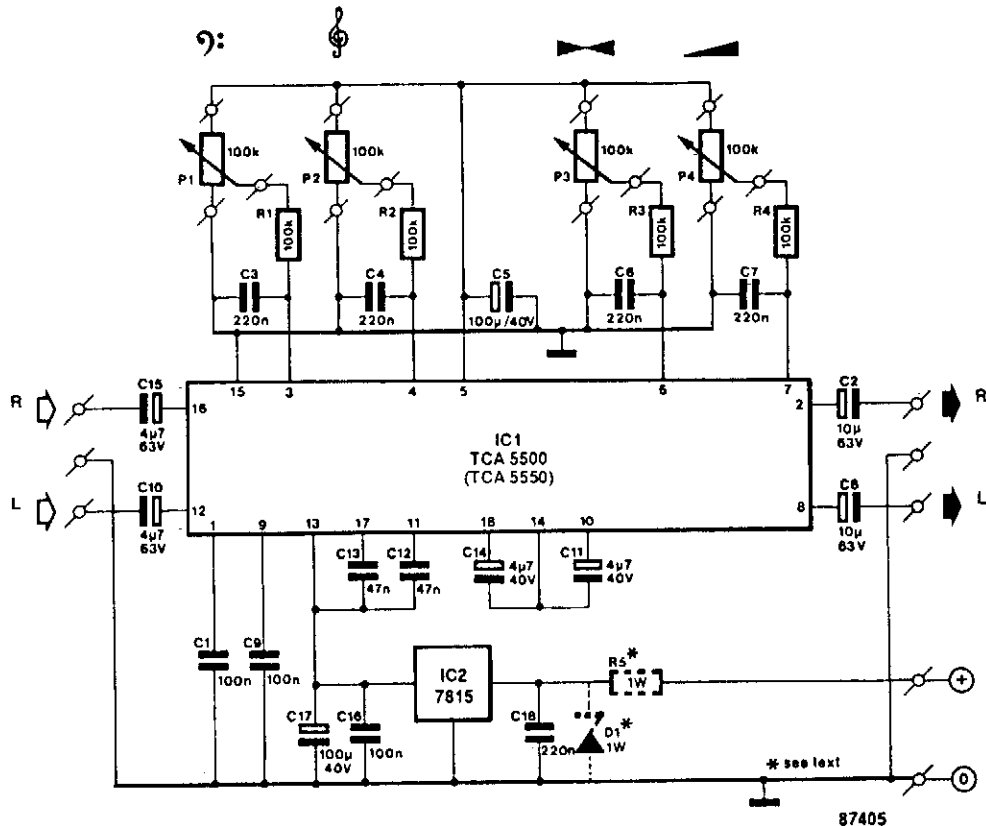 100k
100k
100k
100k
P1
P2
P3
P4
R1
R2
R3
R4
100k
100k
100k
100k
C3
C4
C5
C6
C7
220n
220n
100µ/40V
220n
220n
15
3
4
5
6
7
R
C15
16
4µ7
63V
IC1
TCA 5500
(TCA 5550)
2
C2
10µ
63V
R
L
C10
12
4µ7
63V
8
C8
10µ
63V
L
1
9
13
17
11
18
14
10
C13
47n
C12
47n
C14
4µ7
40V
C11
4µ7
40V
C1
100n
C9
100n
IC2
7815
R5*
1W
+
C17
100µ
40V
C16
100n
C18
220n
D1*
1W
* see text
0
87405